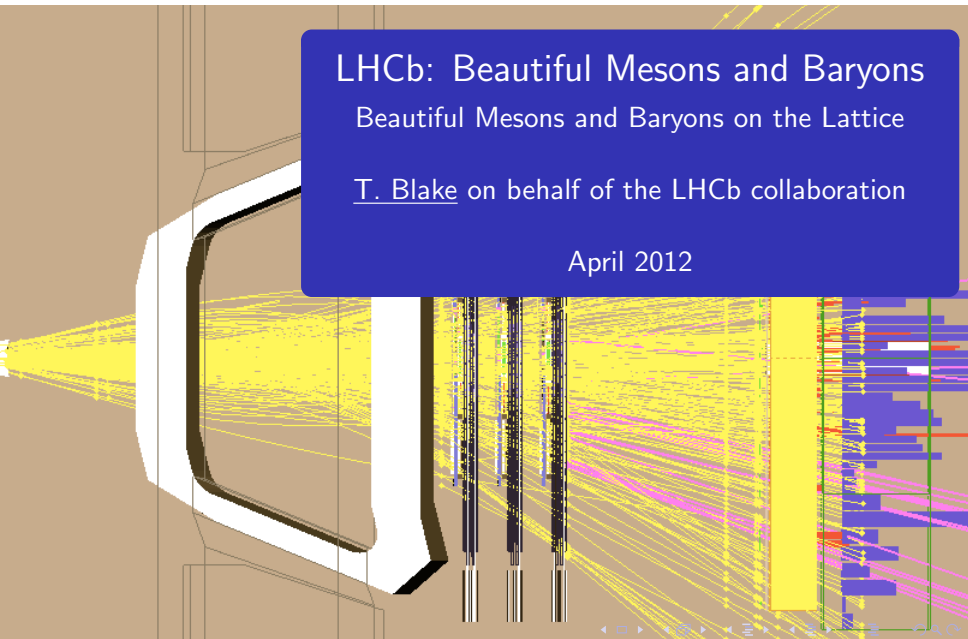 LHCb: Beautiful Mesons and Baryons
Beautiful Mesons and Baryons on the Lattice
T. Blake on behalf of the LHCb collaboration
April 2012